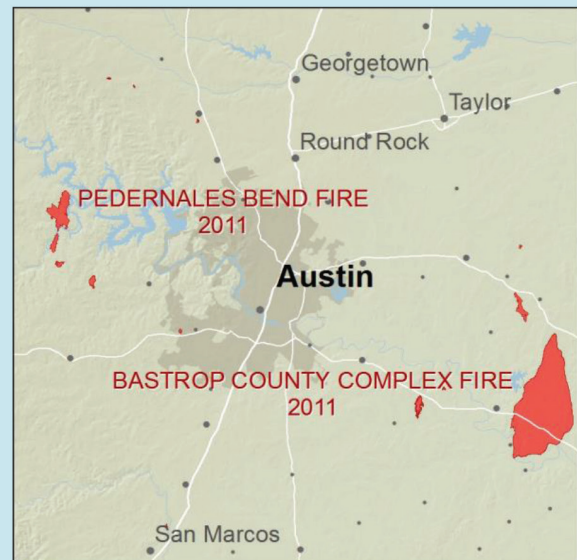 Georgetown
Taylor
Round Rock
PEDERNALES BEND FIRE
2011
Austin
BASTROP COUNTY COMPLEX FIRE
2011
San Marcos